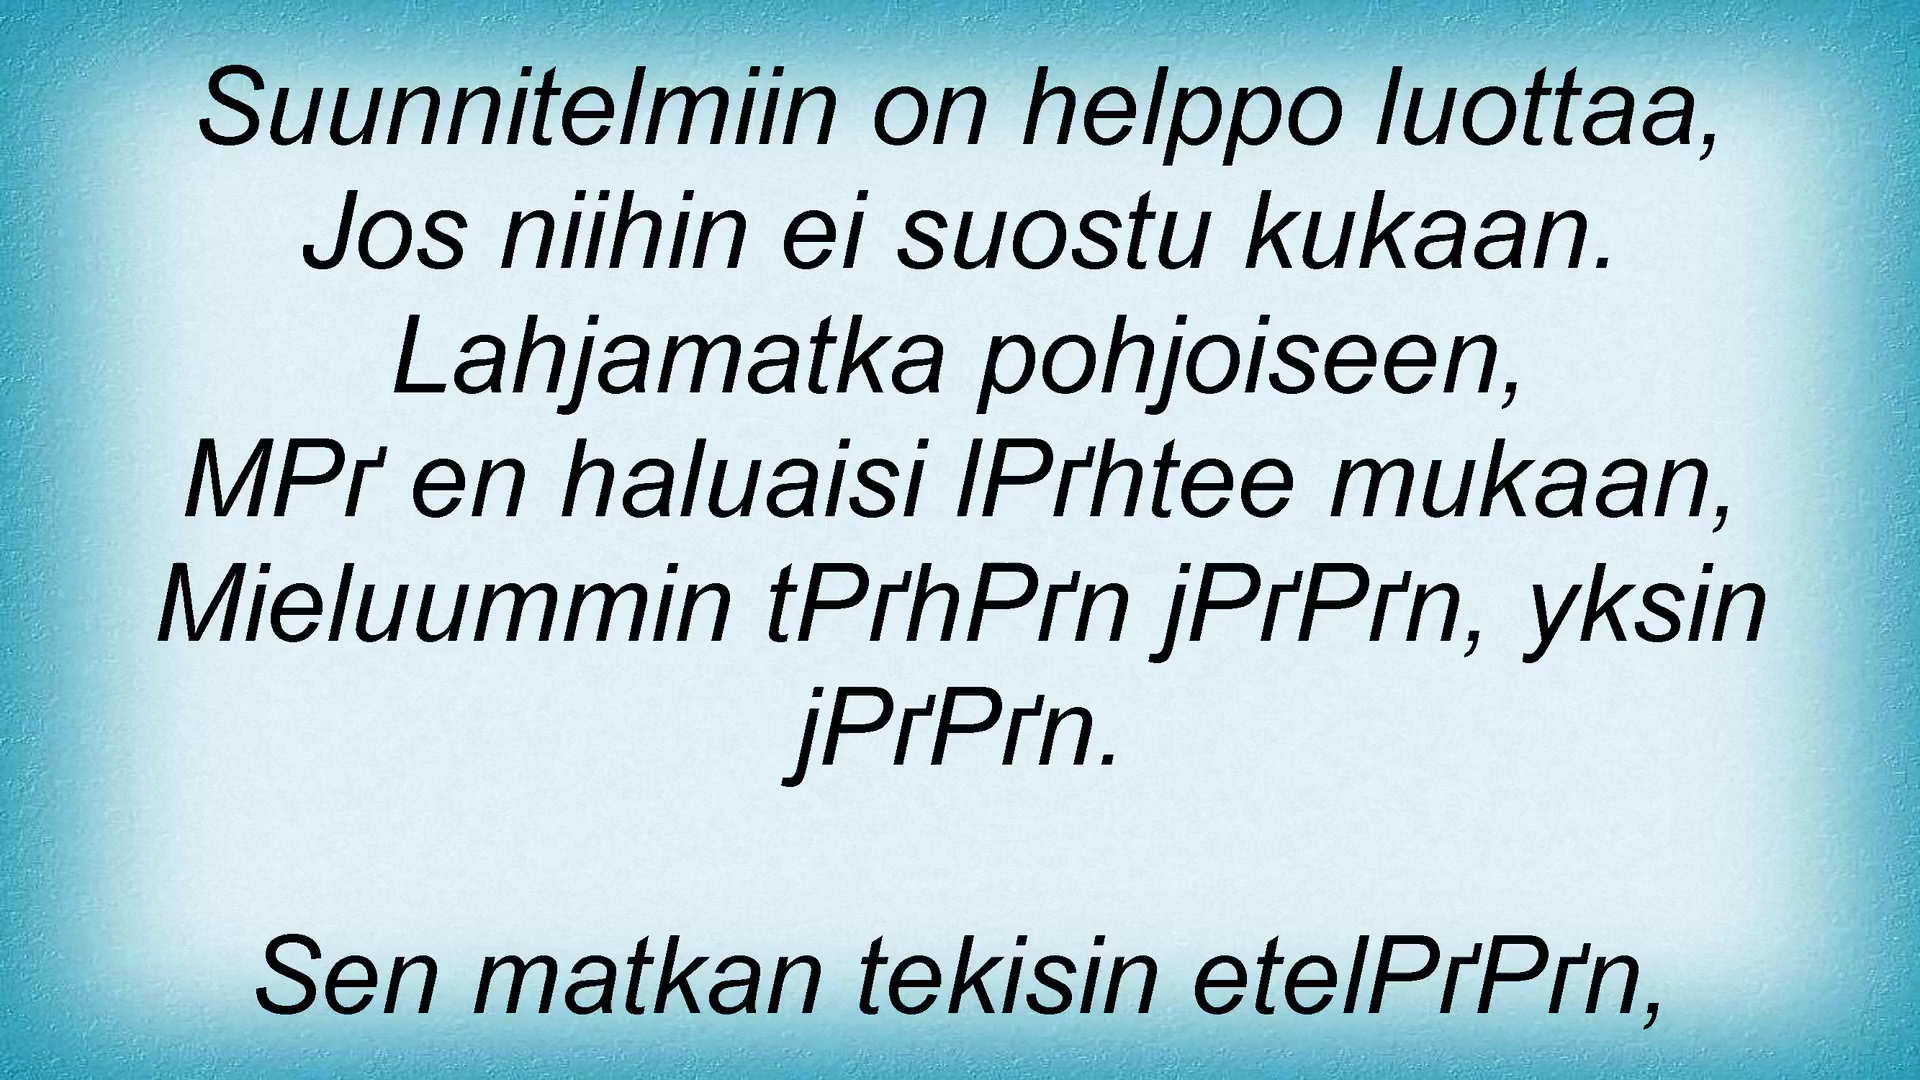 Suunnitelmiin on helppo luottaa,
Jos niihin ei suostu kukaan.
Lahjamatka pohjoiseen,
MPґ en haluaisi lPґhtee mukaan,
Mieluummin tPґhPґn jPґPґn, yksin
jPґPґn.
Sen matkan tekisin etelPґPґn,